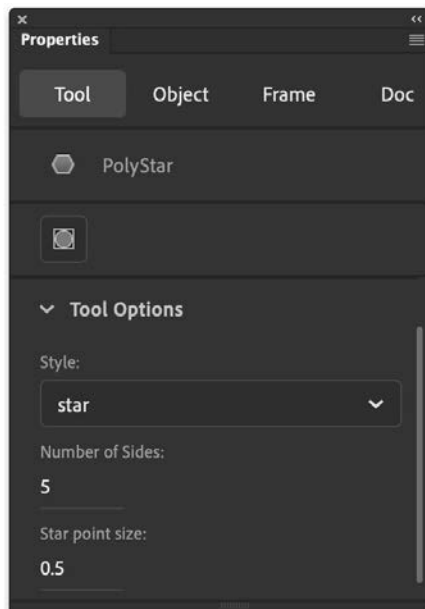 Properties
Tool Object Frame Doc
PolyStar
Tool Options
Style:
star
Number of Sides:
5
Star point size:
0.5